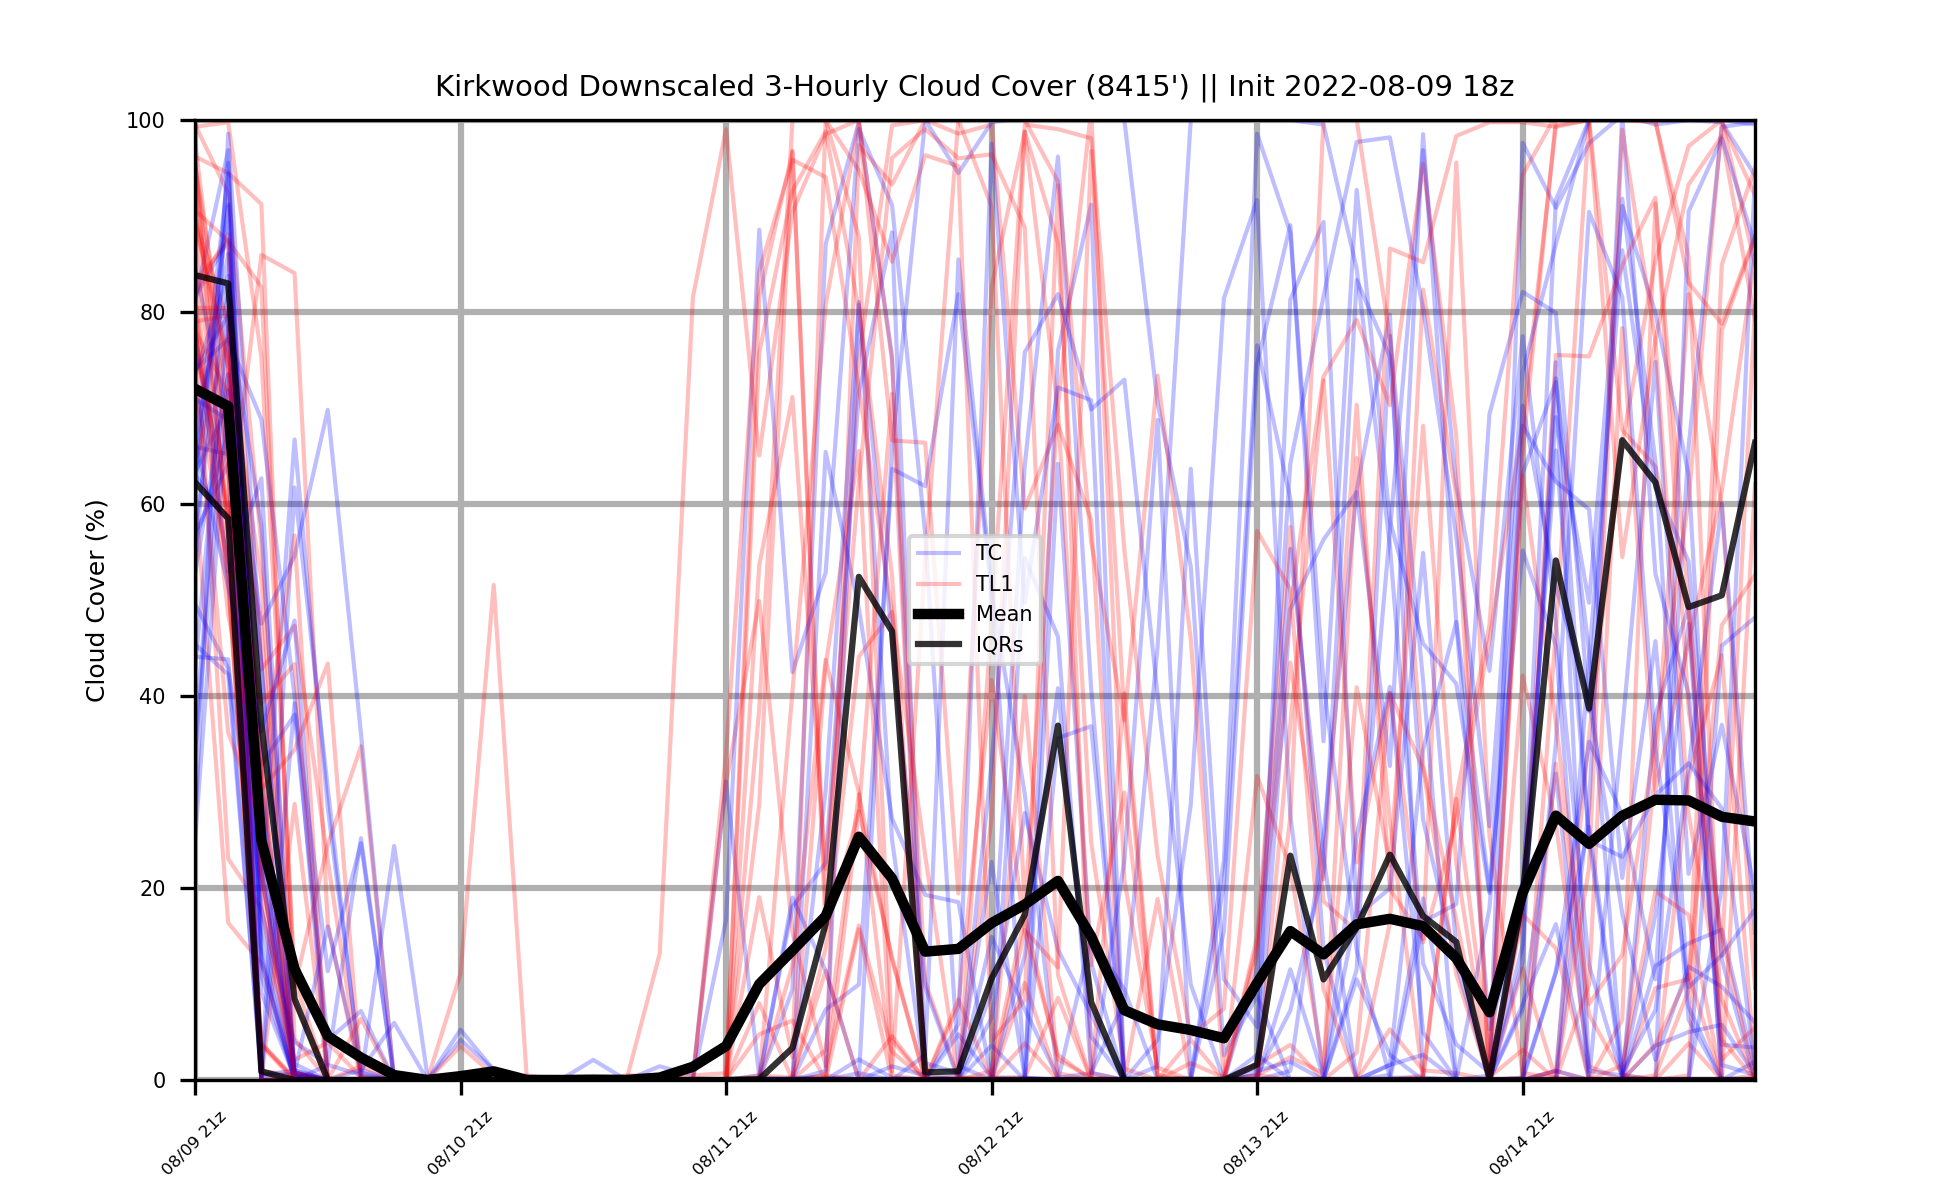 Kirkwood Downscaled 3-Hourly Cloud Cover (8415') || Init 2022-08-09 18z
Cloud Cover (%)
100
80
60
40
20
0
TC
TL1
Mean
IQRs
08/09 21z
08/10 21z
08/11 21z
08/12 21z
08/13 21z
08/14 21z